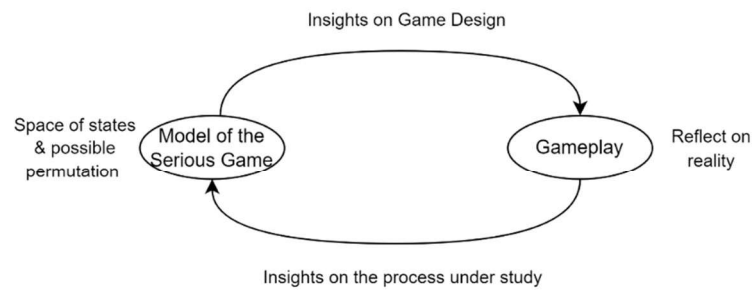 Insights on Game Design
Space of states
& possible
permutation
Model of the
Serious Game
Gameplay
Reflect on
reality
Insights on the process under study